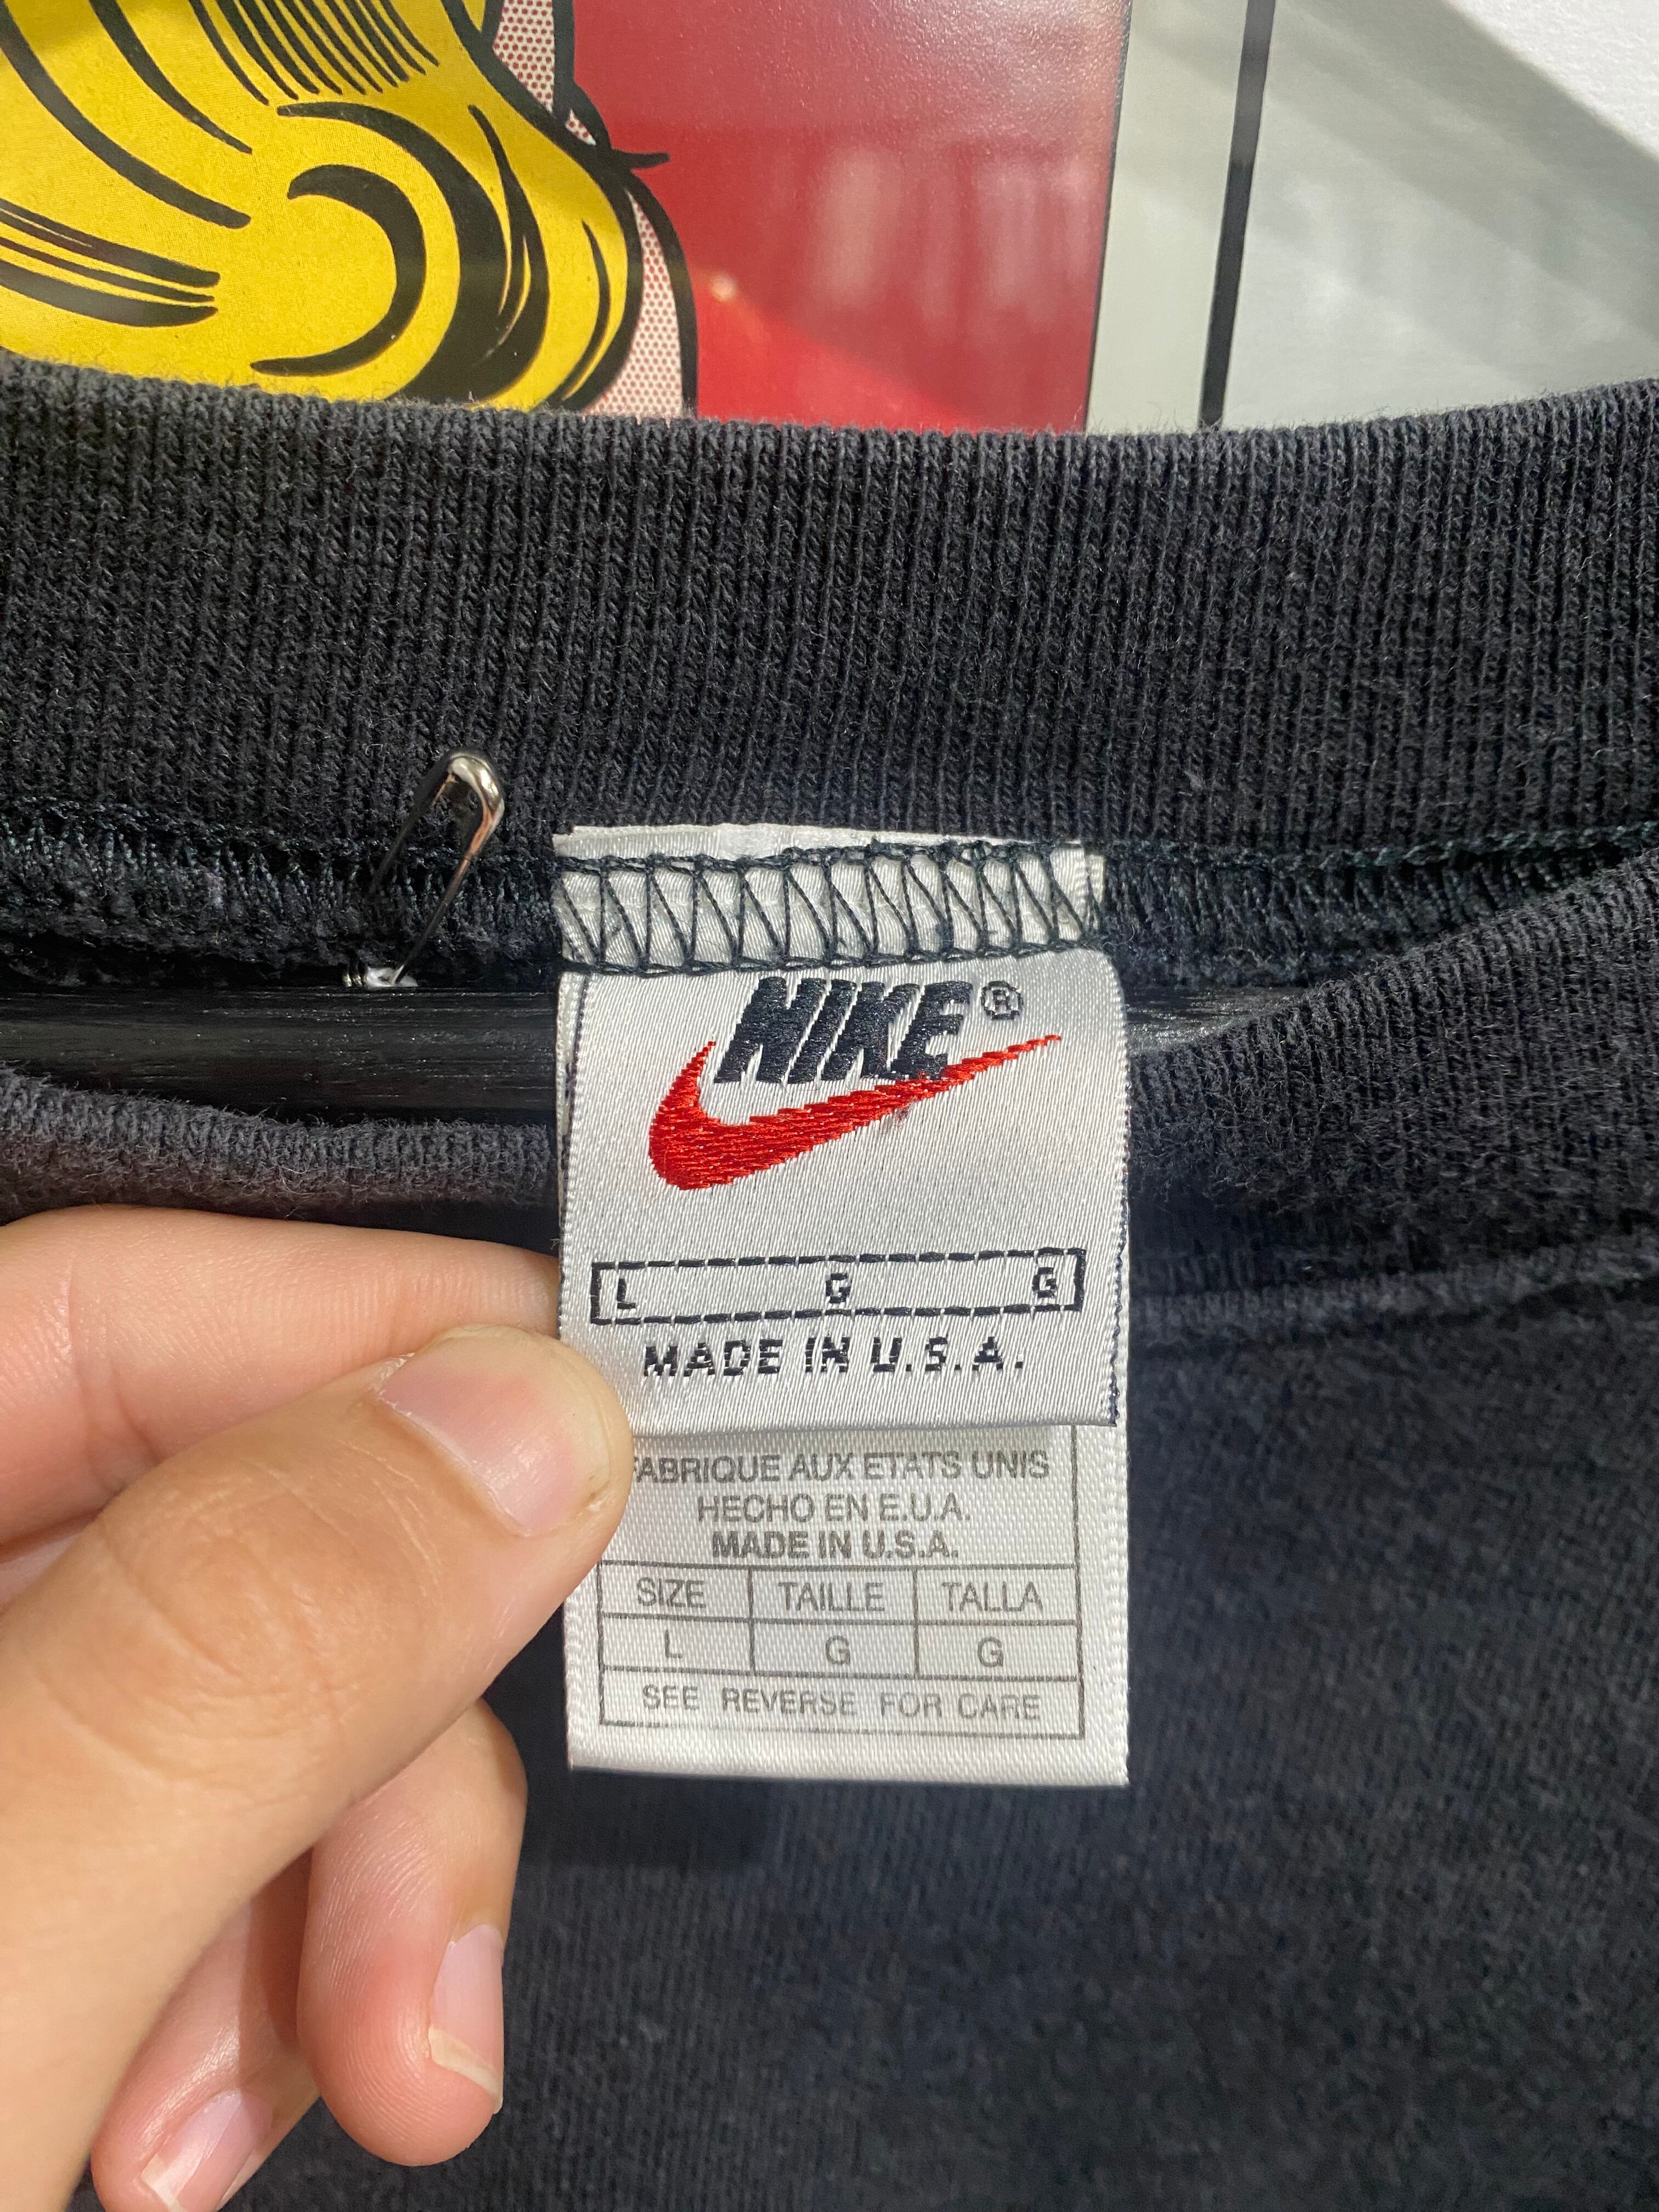 NIKE®
L G G
MADE IN U.S.A.
FABRIQUE AUX ETATS UNIS
HECHO EN E.U.A.
MADE IN U.S.A.
SIZE TAILLE TALLA
L G G
SEE REVERSE FOR CARE